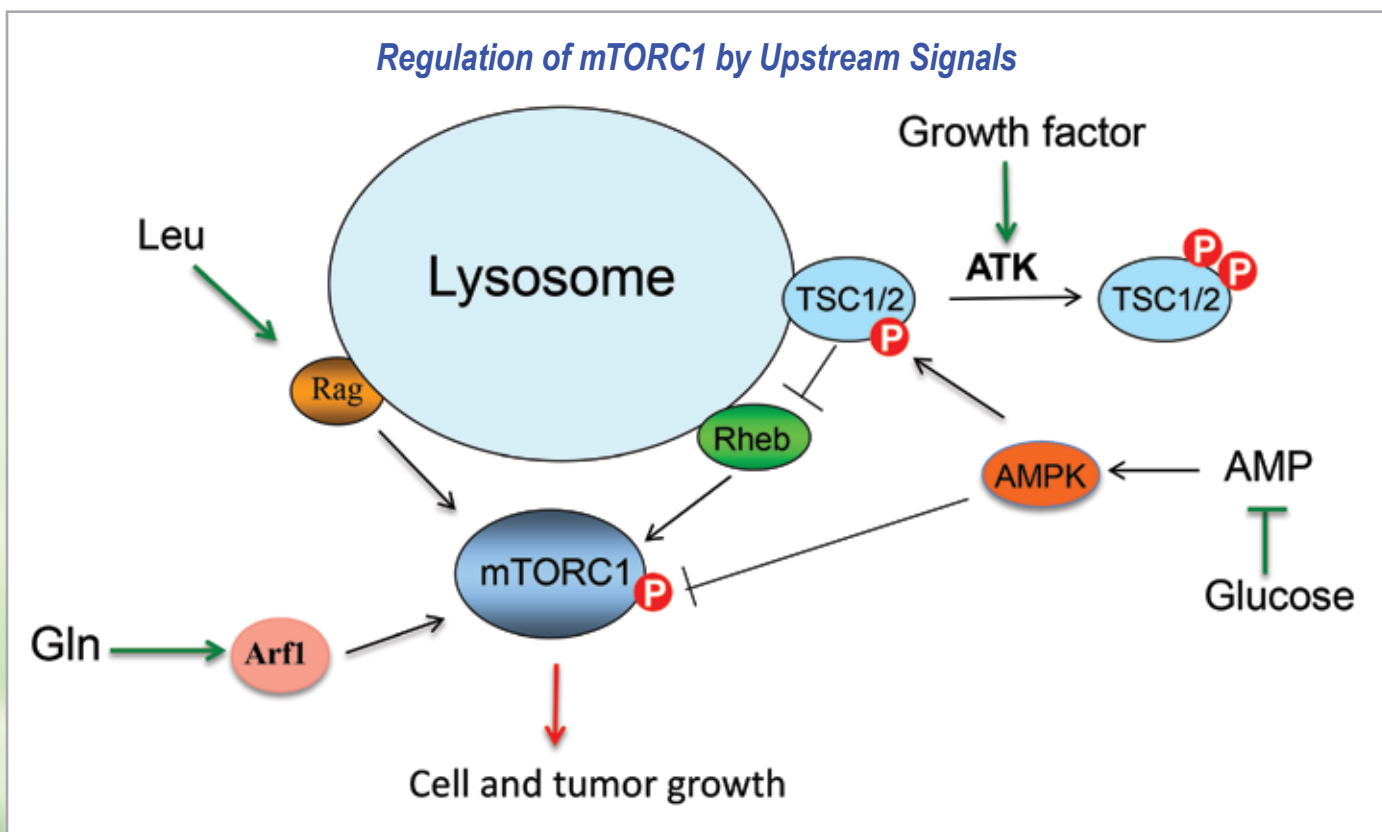 Regulation of mTORC1 by Upstream Signals
Growth factor
Leu
Lysosome
ATK
P
P
TSC1/2
TSC1/2
P
Rag
Rheb
AMPK
AMP
mTORC1
P
Glucose
Gln
Arf1
Cell and tumor growth